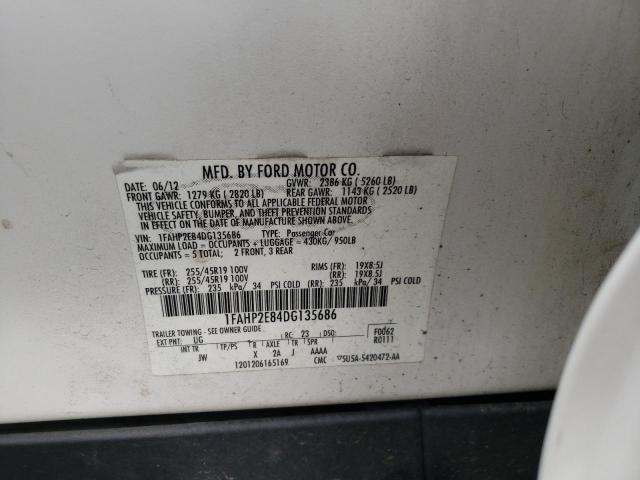 MFD. BY FORD MOTOR CO.
DATE: 06/12 GVWR: 2386 KG ( 5260 LB)
FRONT GAWR: 1279 KG ( 2820 LB) REAR GAWR: 1143 KG ( 2520 LB)
THIS VEHICLE CONFORMS TO ALL APPLICABLE FEDERAL MOTOR
VEHICLE SAFETY, BUMPER, AND THEFT PREVENTION STANDARDS
IN EFFECT ON THE DATE OF MANUFACTURE SHOWN ABOVE.
VIN: 1FAHP2E84DG135686 TYPE: Passenger Car
MAXIMUM LOAD = OCCUPANTS + LUGGAGE = 430KG/ 950LB
OCCUPANTS = 5 TOTAL; 2 FRONT, 3 REAR
TIRE (FR): 255/45R19 100V RIMS (FR): 19X8.5J
(RR): 255/45R19 100V (RR): 19X8.5J
PRESSURE (FR): 235 kPa/ 34 PSI COLD (RR): 235 kPa/ 34 PSI COLD
1FAHP2E84DG135686
TRAILER TOWING - SEE OWNER GUIDE
EXT PNT: UG RC: 23 DSO: F0062
R0111
INT TR TP/PS R AXLE TR SPR
JW X 2A J AAAA
1201206165169 CMC 5U5A-5420472-AA